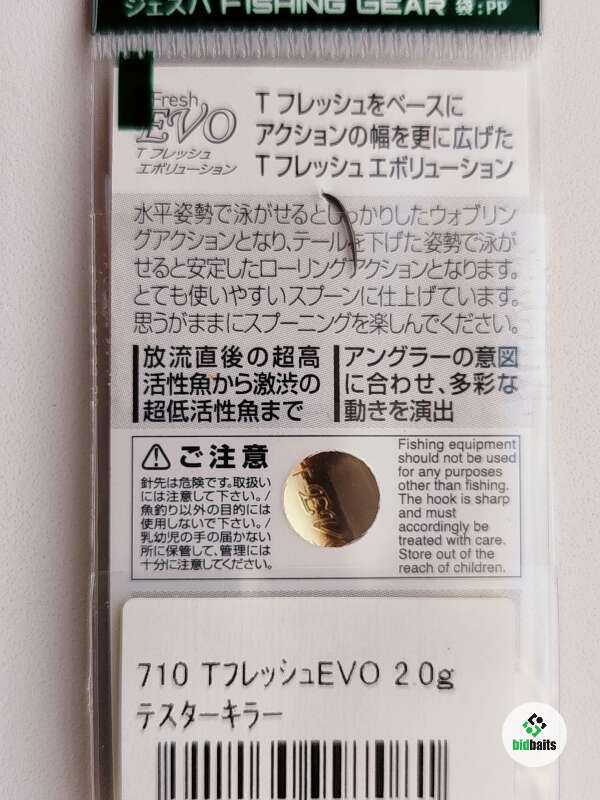 ジェスパ FISHING GEAR 袋:PP
Fresh
EVO
T フレッシュ
エボリューション
T フレッシュをベースに
アクションの幅を更に広げた
T フレッシュ エボリューション
水平姿勢で泳がせるとしっかりしたウォブリン
グアクションとなり、テールを下げた姿勢で泳が
せると安定したローリングアクションとなります。
とても使いやすいスプーンに仕上げています。
思うがままにスプーニングを楽しんでください。
放流直後の超高
活性魚から激渋の
超低活性魚まで
アングラーの意図
に合わせ、多彩な
動きを演出
ご注意
針先は危険です。取扱い
には注意して下さい。/
魚釣り以外の目的には
使用しないで下さい。/
乳幼児の手の届かない
所に保管して、管理には
十分に注意してください。
T EVO
Fishing equipment
should not be used
for any purposes
other than fishing.
The hook is sharp
and must
accordingly be
treated with care.
Store out of the
reach of children.
710 TフレッシュEVO 2.0g
テスターキラー
bidbaits